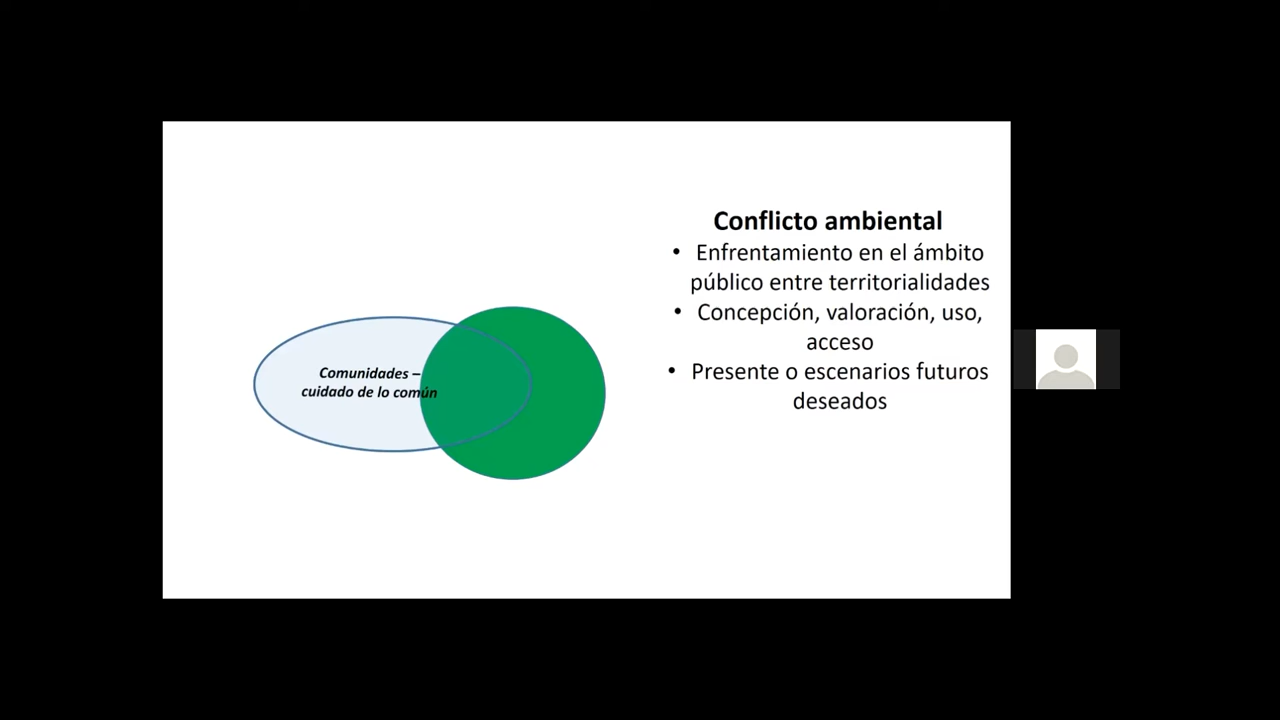 Conflicto ambiental
• Enfrentamiento en el ámbito
público entre territorialidades
• Concepción, valoración, uso,
acceso
• Presente o escenarios futuros
deseados
Comunidades –
cuidado de lo común